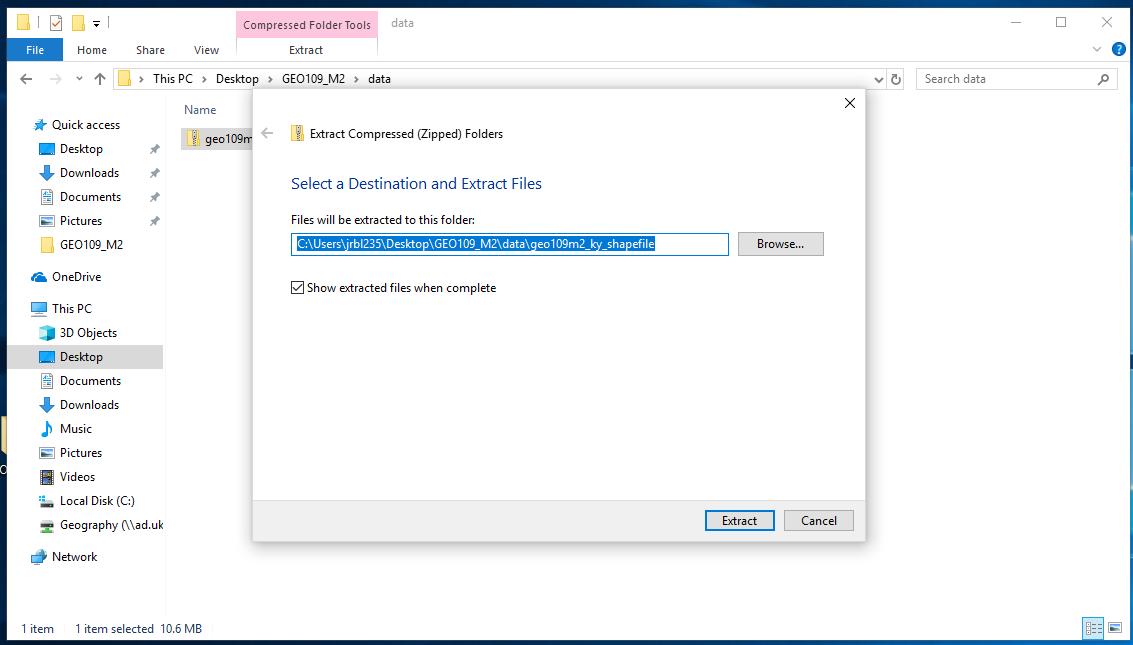 Compressed Folder Tools
data
File
Home
Share
View
Extract
This PC
Desktop
GEO109_M2
data
Search data
Name
geo109m
Quick access
Desktop
Downloads
Documents
Pictures
GEO109_M2
OneDrive
This PC
3D Objects
Desktop
Documents
Downloads
Music
Pictures
Videos
Local Disk (C:)
Geography (\\ad.uk
Network
Extract Compressed (Zipped) Folders
Select a Destination and Extract Files
Files will be extracted to this folder:
C:\Users\jrbl235\Desktop\GEO109_M2\data\geo109m2_ky_shapefile
Browse...
Show extracted files when complete
Extract
Cancel
1 item
1 item selected 10.6 MB